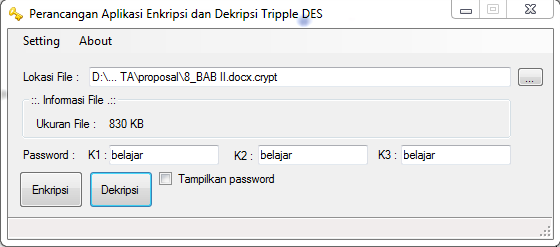 Perancangan Aplikasi Enkripsi dan Dekripsi Tripple DES
Setting About
Lokasi File : D:\... TA\proposal\8_BAB II.docx.crypt ...
::. Informasi File .::
Ukuran File : 830 KB
Password : K1 : belajar K2 : belajar K3 : belajar
Enkripsi Dekripsi Tampilkan password